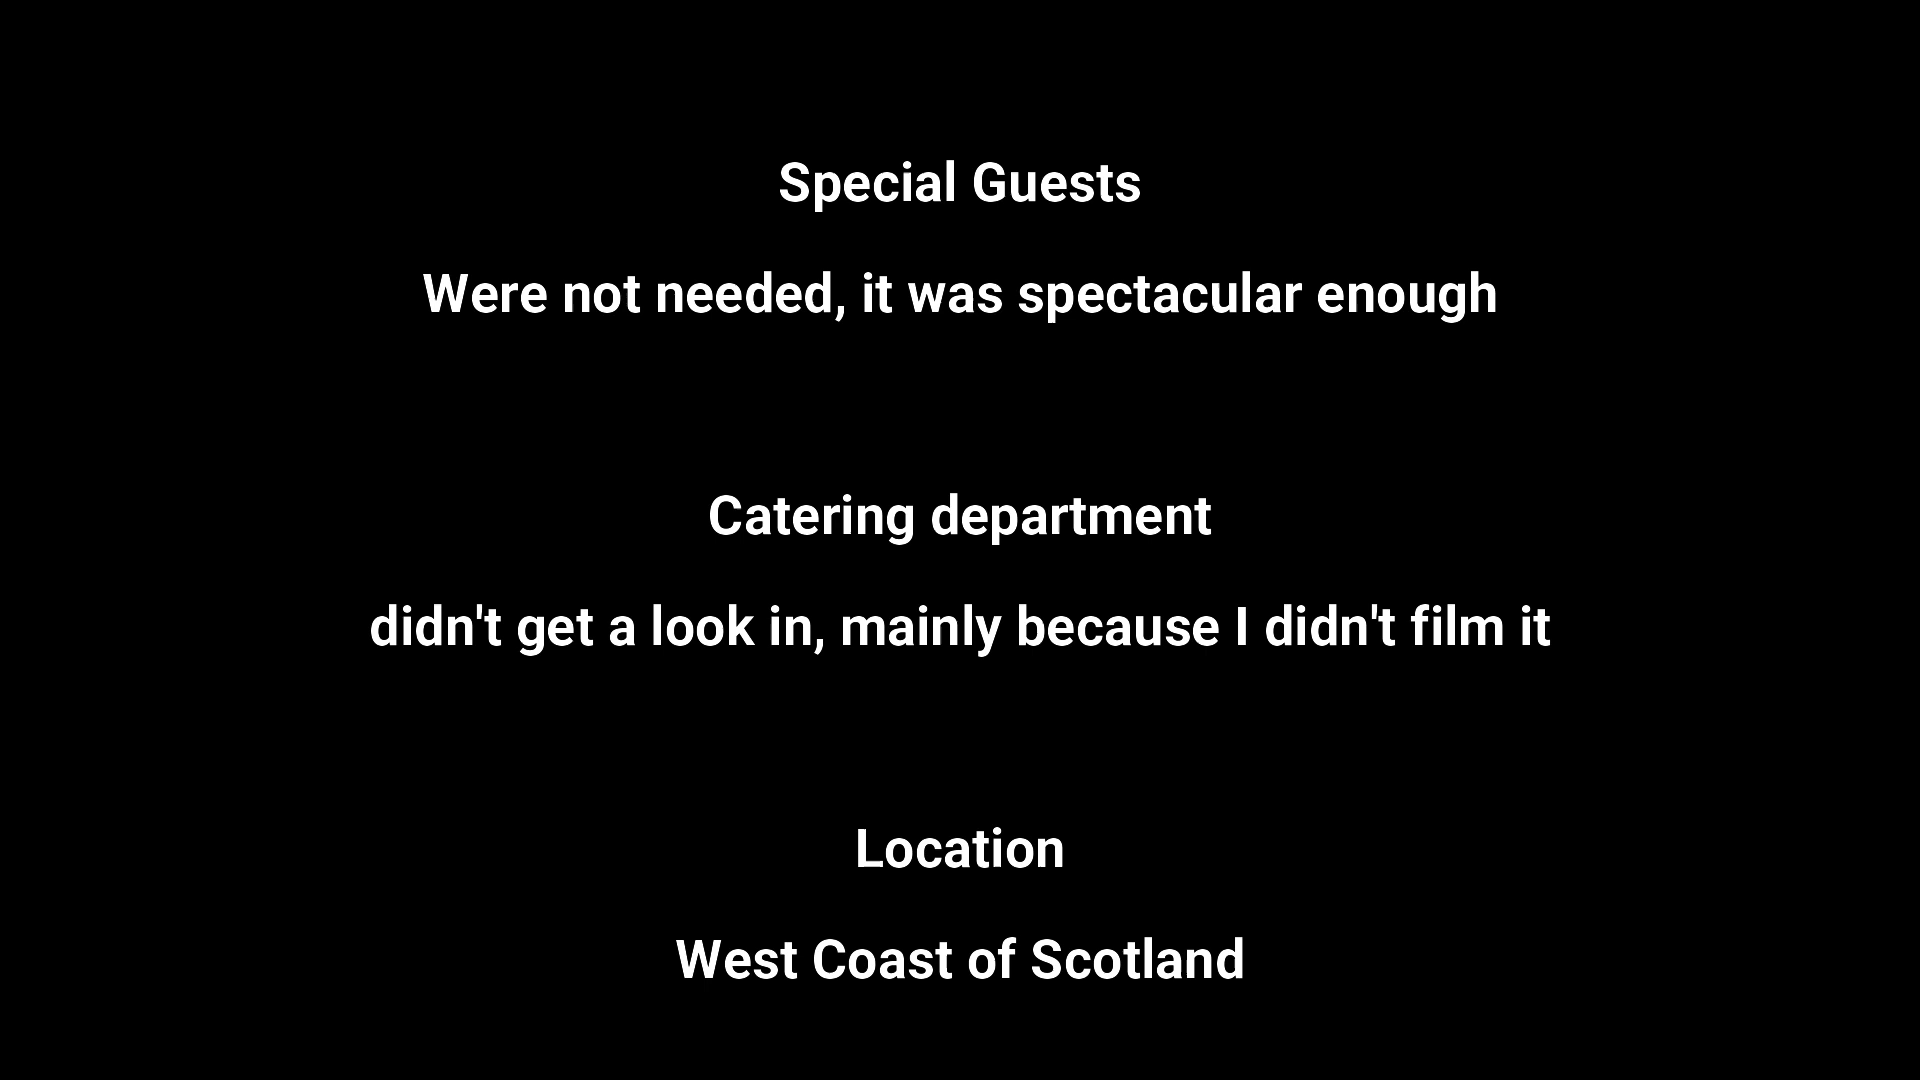 Special Guests
Were not needed, it was spectacular enough
Catering department
didn't get a look in, mainly because I didn't film it
Location
West Coast of Scotland